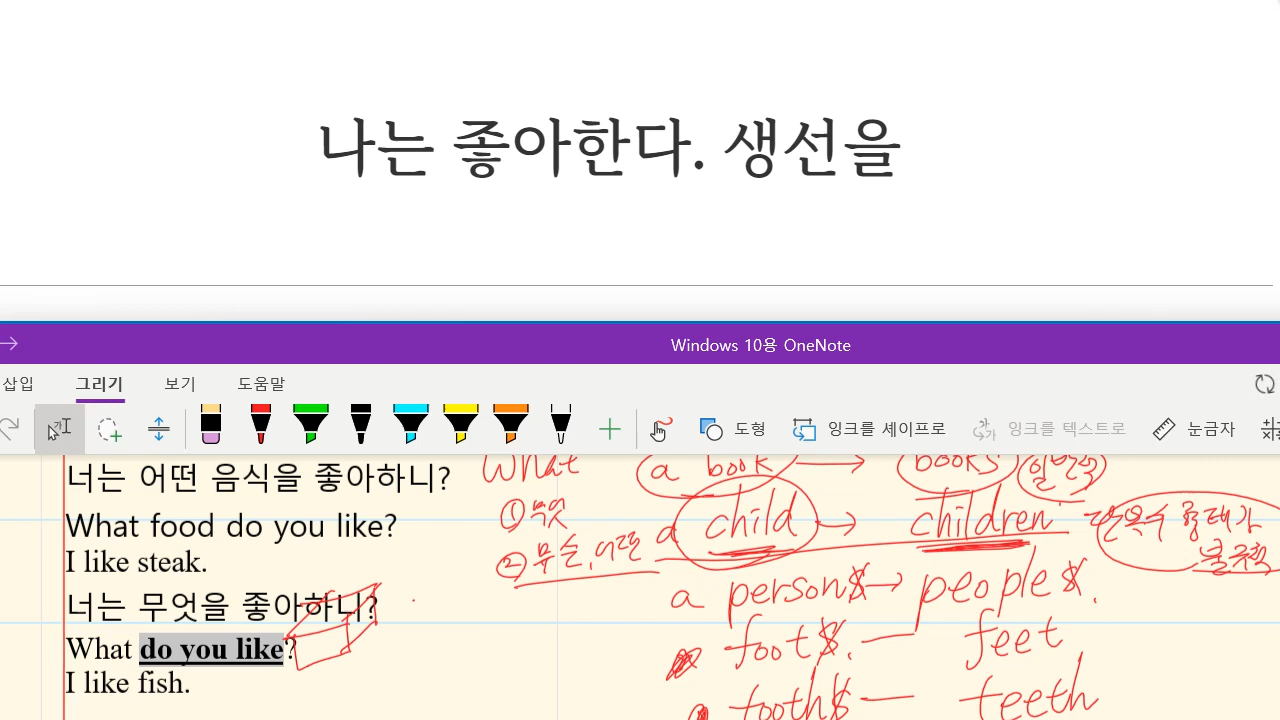 나는 좋아한다. 생선을
Windows 10용 OneNote
삽입 그리기 보기 도움말
도형 잉크를 셰이프로 잉크를 텍스트로 눈금자
너는 어떤 음식을 좋아하니?
What food do you like?
I like steak.
너는 무엇을 좋아하니?
What do you like?
I like fish.
What
① 무엇
② 무슨, 어떤
a book → books
a child → children
a person → people
foot — feet
tooth — teeth